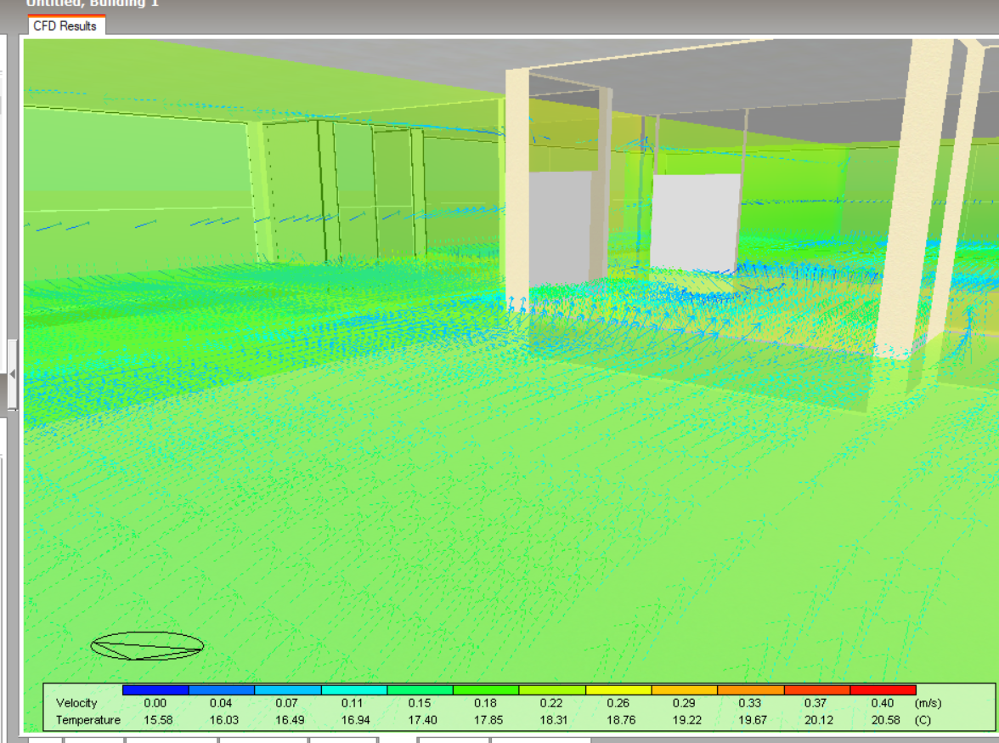 Untitled, Building 1
CFD Results
Velocity 0.00 0.04 0.07 0.11 0.15 0.18 0.22 0.26 0.29 0.33 0.37 0.40 (m/s)
Temperature 15.58 16.03 16.49 16.94 17.40 17.85 18.31 18.76 19.22 19.67 20.12 20.58 (C)